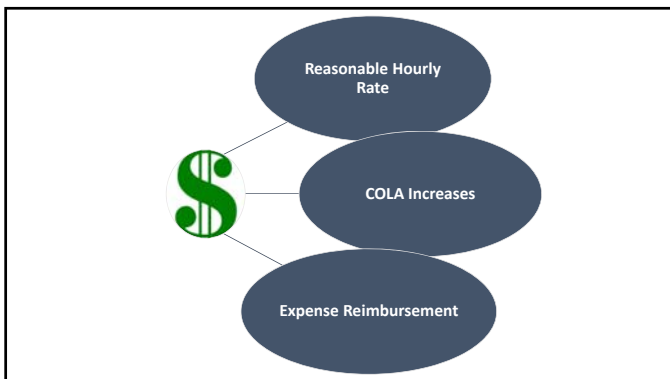 Reasonable Hourly
Rate
$
COLA Increases
Expense Reimbursement